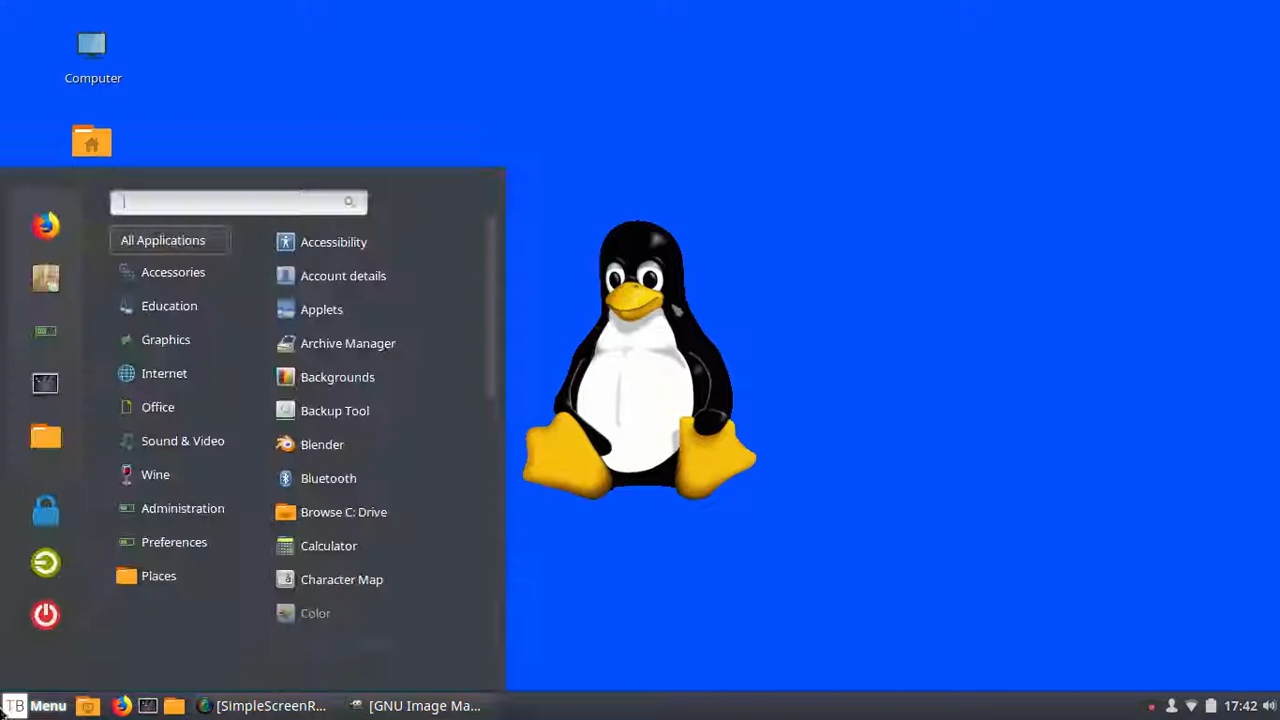 Computer
All Applications
Accessories
Education
Graphics
Internet
Office
Sound & Video
Wine
Administration
Preferences
Places
Accessibility
Account details
Applets
Archive Manager
Backgrounds
Backup Tool
Blender
Bluetooth
Browse C: Drive
Calculator
Character Map
Color
TB Menu
[SimpleScreenR...
[GNU Image Ma...
17:42